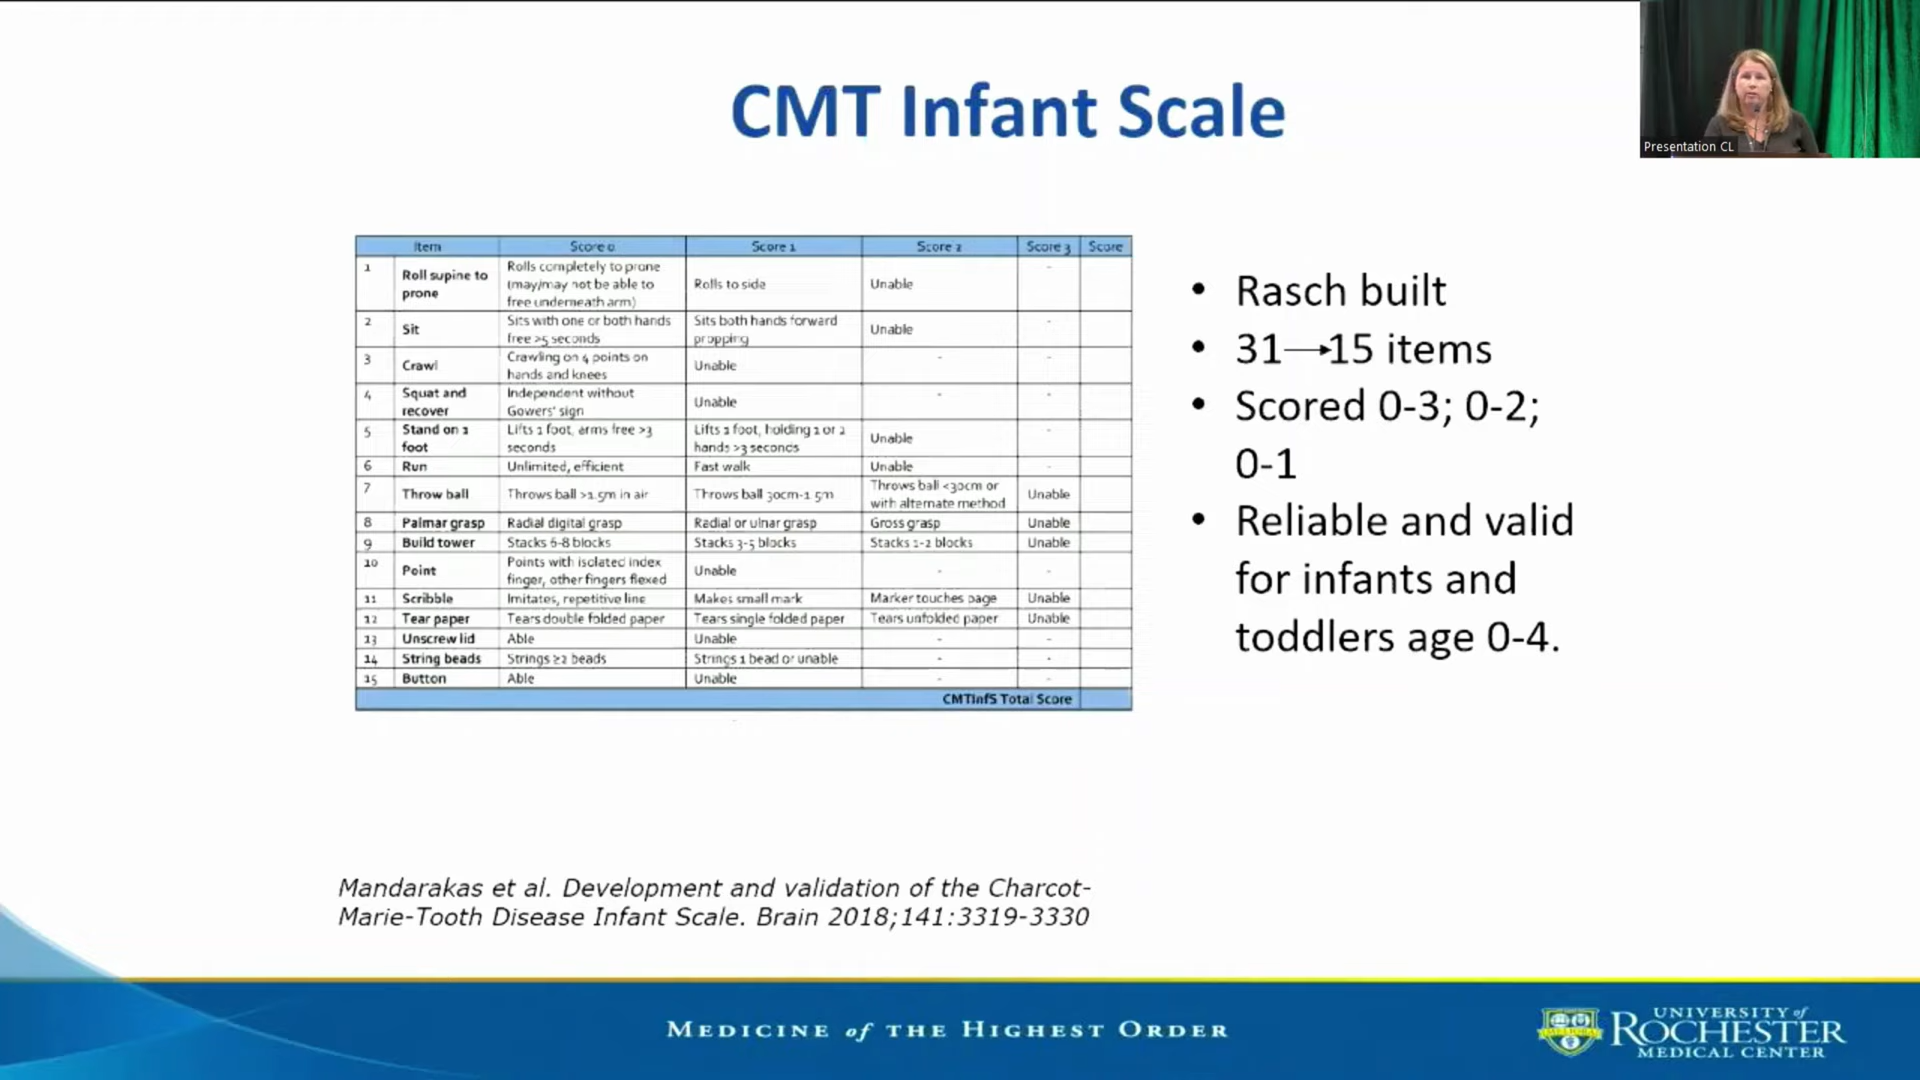 CMT Infant Scale
Presentation CL
Item Score 0 Score 1 Score 2 Score 3 Score
1 Roll supine to prone Rolls completely to prone (may/may not be able to free underneath arm) Rolls to side Unable -
2 Sit Sits with one or both hands free >5 seconds Sits both hands forward propping Unable -
3 Crawl Crawling on 4 points on hands and knees Unable - -
4 Squat and recover Independent without Gowers' sign Unable - -
5 Stand on 1 foot Lifts 1 foot, arms free >3 seconds Lifts 1 foot, holding 1 or 2 hands >3 seconds Unable -
6 Run Unlimited, efficient Fast walk Unable -
7 Throw ball Throws ball >1.5m in air Throws ball 30cm-1.5m Throws ball <30cm or with alternate method Unable
8 Palmar grasp Radial digital grasp Radial or ulnar grasp Gross grasp Unable
9 Build tower Stacks 6-8 blocks Stacks 3-5 blocks Stacks 1-2 blocks Unable
10 Point Points with isolated index finger, other fingers flexed Unable - -
11 Scribble Imitates, repetitive line Makes small mark Marker touches page Unable
12 Tear paper Tears double folded paper Tears single folded paper Tears unfolded paper Unable
13 Unscrew lid Able Unable - -
14 String beads Strings ≥2 beads Strings 1 bead or unable - -
15 Button Able Unable - -
CMTInfS Total Score
• Rasch built
• 31→15 items
• Scored 0-3; 0-2;
0-1
• Reliable and valid
for infants and
toddlers age 0-4.
Mandarakas et al. Development and validation of the Charcot-
Marie-Tooth Disease Infant Scale. Brain 2018;141:3319-3330
MEDICINE of THE HIGHEST ORDER
UNIVERSITY of
ROCHESTER
MEDICAL CENTER